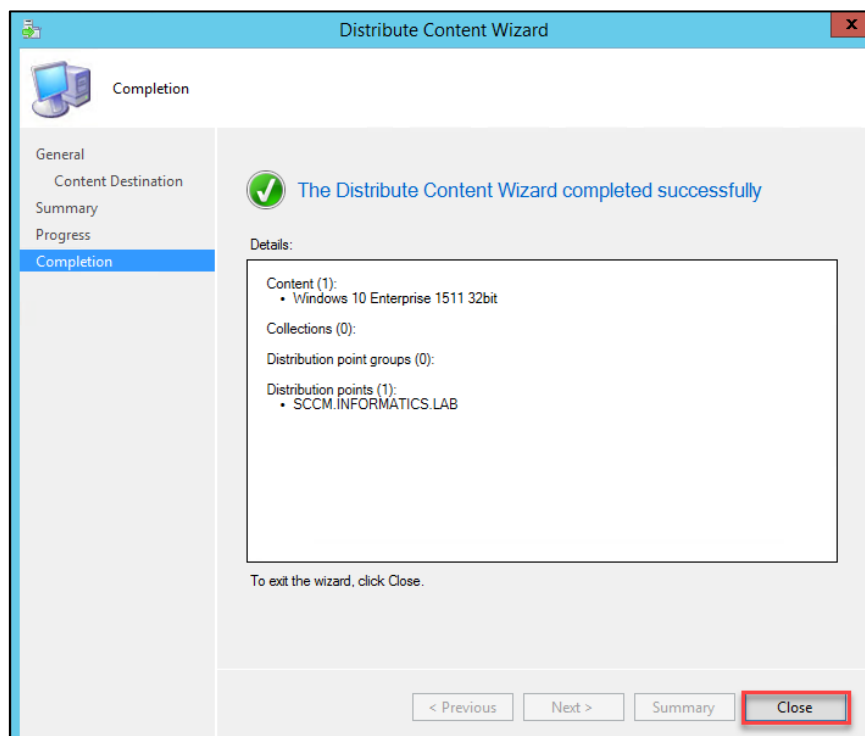 Distribute Content Wizard
x
Completion
General
Content Destination
Summary
Progress
Completion
The Distribute Content Wizard completed successfully
Details:
Content (1):
• Windows 10 Enterprise 1511 32bit
Collections (0):
Distribution point groups (0):
Distribution points (1):
• SCCM.INFORMATICS.LAB
To exit the wizard, click Close.
< Previous
Next >
Summary
Close